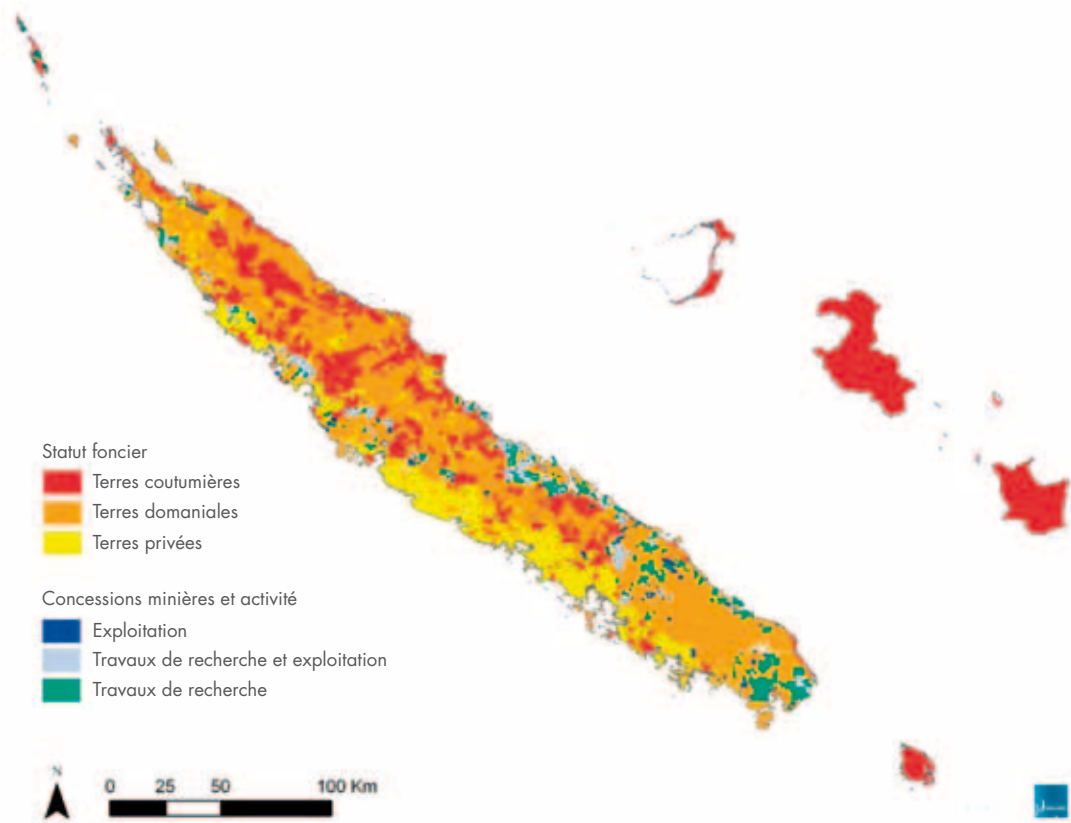 Statut foncier
Terres coutumières
Terres domaniales
Terres privées
Concessions minières et activité
Exploitation
Travaux de recherche et exploitation
Travaux de recherche
N
0 25 50 100 Km